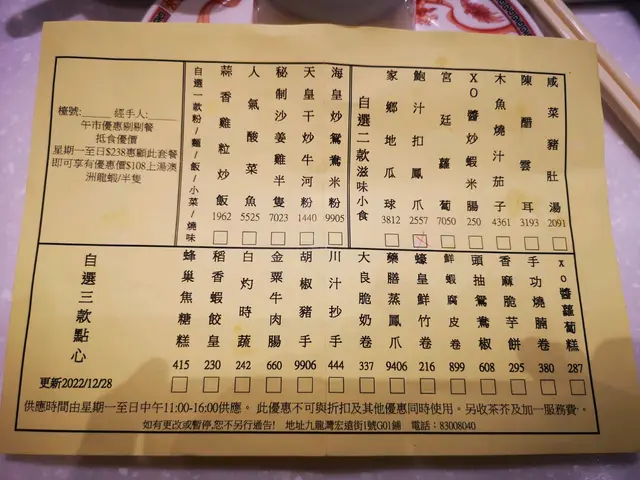 檯號:______ 經手人:______
午市優惠剔剔餐
抵食優價
星期一至日$238惠顧此套餐
即可享有優惠價$108上湯澳
洲龍蝦/半隻
自選一款粉/麵/飯/小菜/燒味
蒜香雞粒炒飯
1962
人氣酸菜魚
5525
秘制沙姜雞半隻
7023
天皇干炒牛河粉
1440
海皇炒鴛鴦米粉
9905
自選二款滋味小食
家鄉地瓜球
3812
鮑汁扣鳳爪
2557
宮廷蘿蔔
7050
XO醬炒蝦米腸
250
木魚燒汁茄子
4361
陳醋雲耳
3193
咸菜豬肚湯
2091
自選三款點心
更新2022/12/28
蜂巢焦糖糕
415
稻香蝦餃皇
230
白灼時蔬
242
金粟牛肉腸
660
胡椒豬手
9906
川汁抄手
444
大良脆奶卷
337
藥膳蒸鳳爪
9406
蠔皇鮮竹卷
216
鮮蝦腐皮卷
899
頭抽鴛鴦椒
608
香麻脆芋餅
295
手功燒腩卷
380
xo醬蘿蔔糕
287
供應時間由星期一至日中午11:00-16:00供應。 此優惠不可與折扣及其他優惠同時使用。另收茶芥及加一服務費‧‧
如有更改或暫停,恕不另行通告! 地址九龍灣宏遠街1號G01鋪 電話：83008040